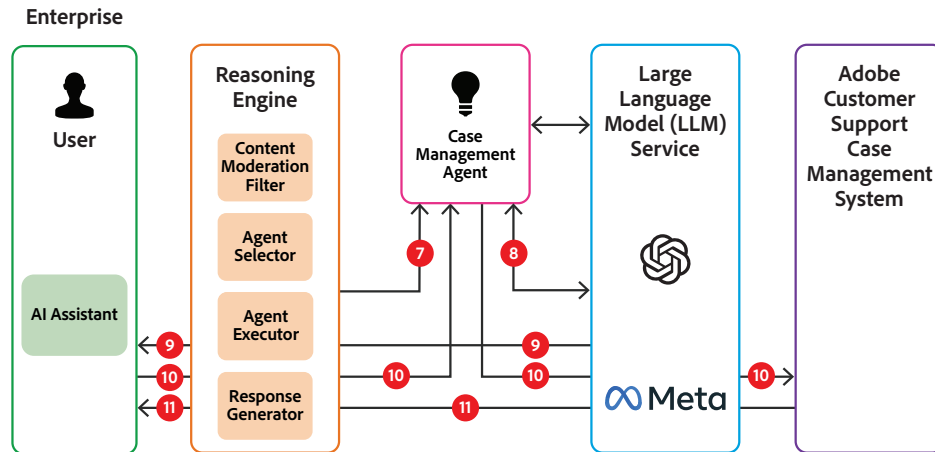 Enterprise
User
AI Assistant
Reasoning
Engine
Content
Moderation
Filter
Agent
Selector
Agent
Executor
Response
Generator
Case
Management
Agent
Large
Language
Model (LLM)
Service
Meta
Adobe
Customer
Support
Case
Management
System
7
8
9
9
10
10
10
10
11
11